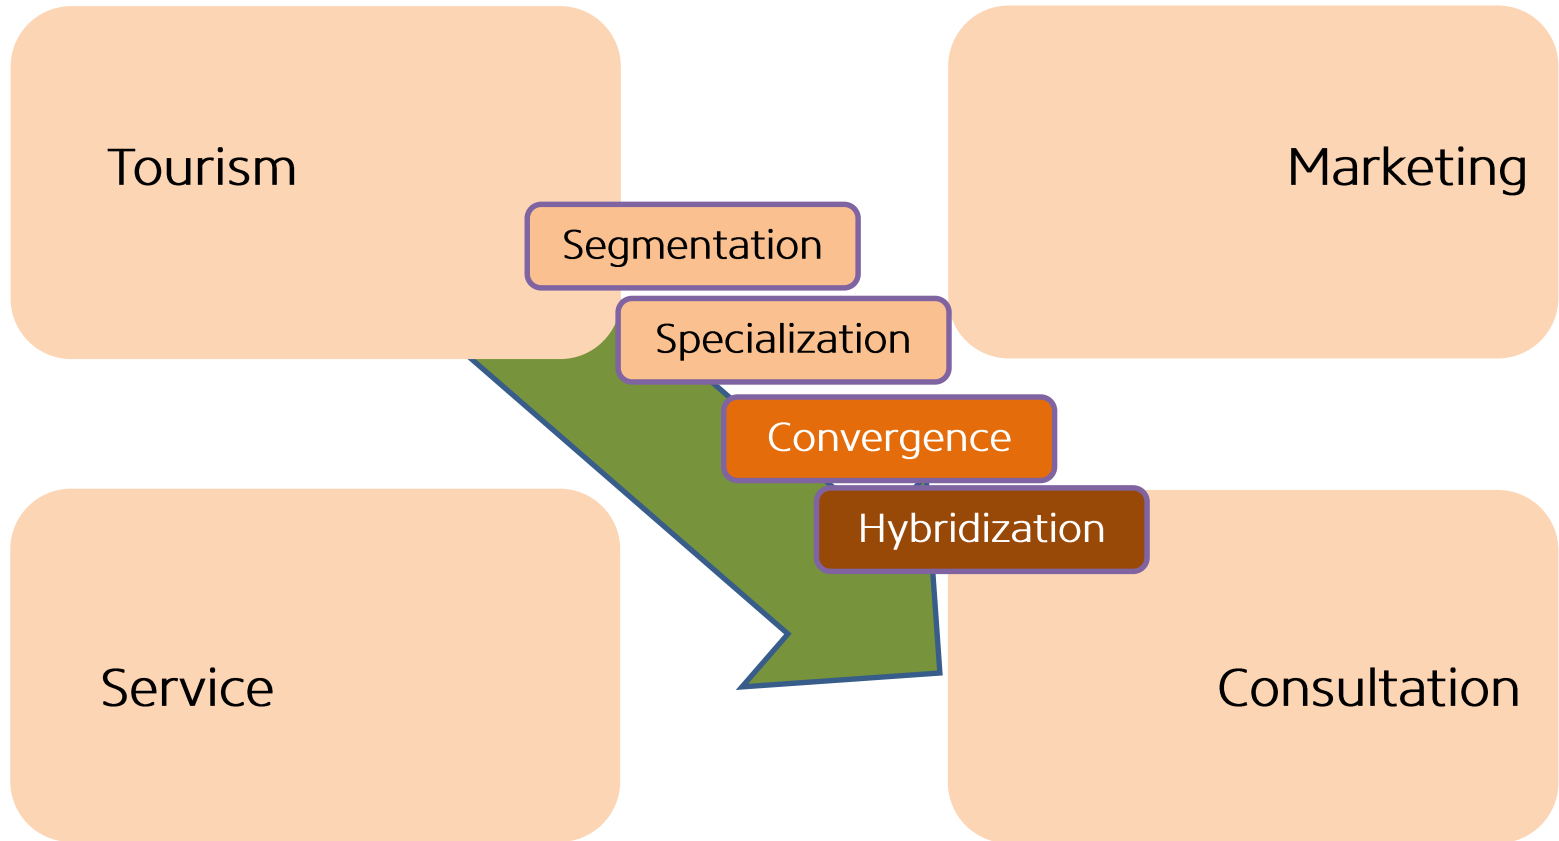 Tourism
Marketing
Segmentation
Specialization
Convergence
Hybridization
Service
Consultation